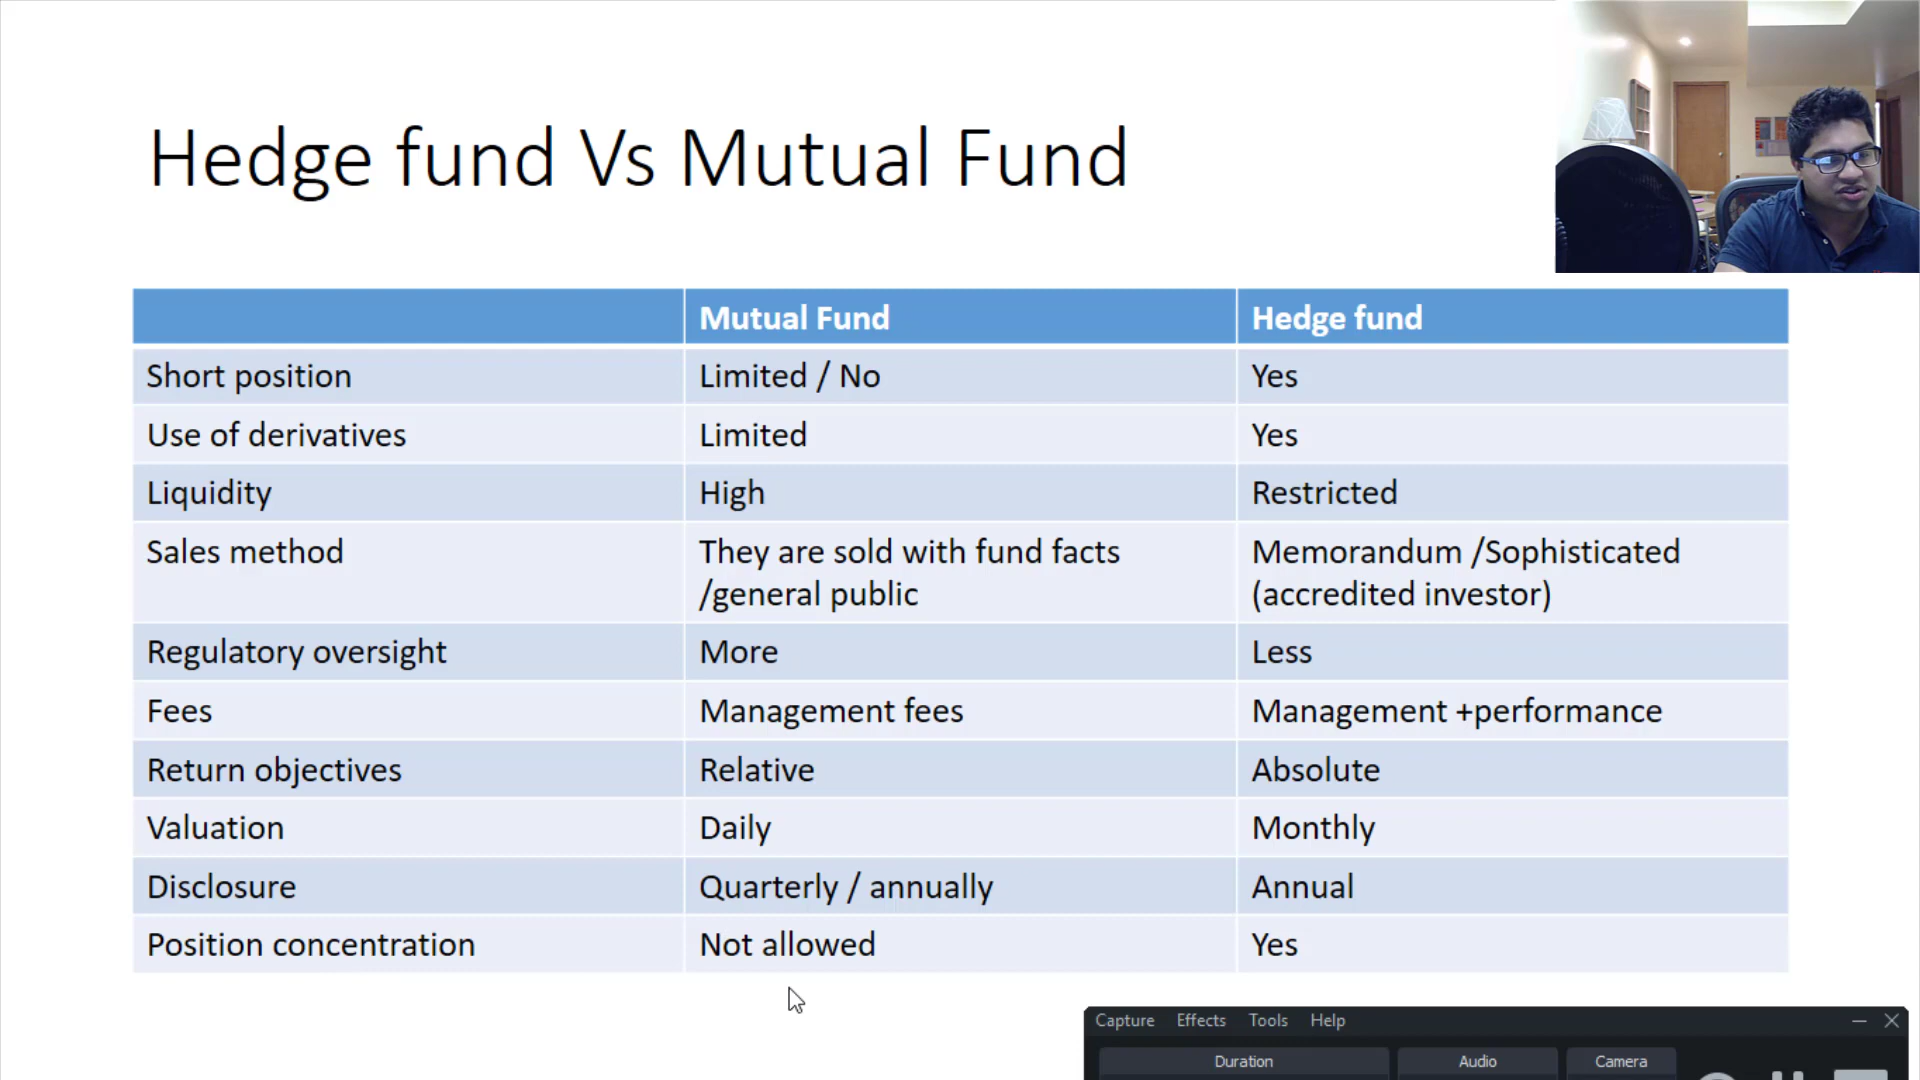 Hedge fund Vs Mutual Fund
Mutual Fund Hedge fund
Short position Limited / No Yes
Use of derivatives Limited Yes
Liquidity High Restricted
Sales method They are sold with fund facts Memorandum /Sophisticated
/general public (accredited investor)
Regulatory oversight More Less
Fees Management fees Management +performance
Return objectives Relative Absolute
Valuation Daily Monthly
Disclosure Quarterly / annually Annual
Position concentration Not allowed Yes
Capture Effects Tools Help
Duration Audio Camera